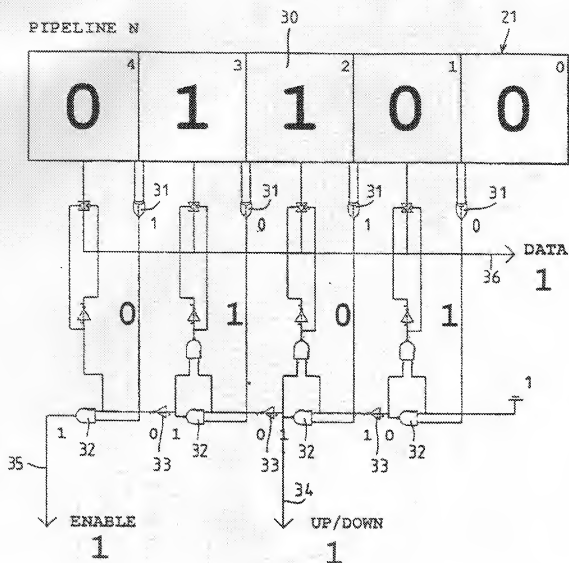 PIPELINE N
30
21
4 3 2 1 0
0 1 1 0 0
31 31 31 31
1 0 1 0
DATA
36
1
0 1 0 1
1
1 0 1 0 1 1 0
32 33 32 33 32 33 32
35
34
ENABLE
1
UP/DOWN
1